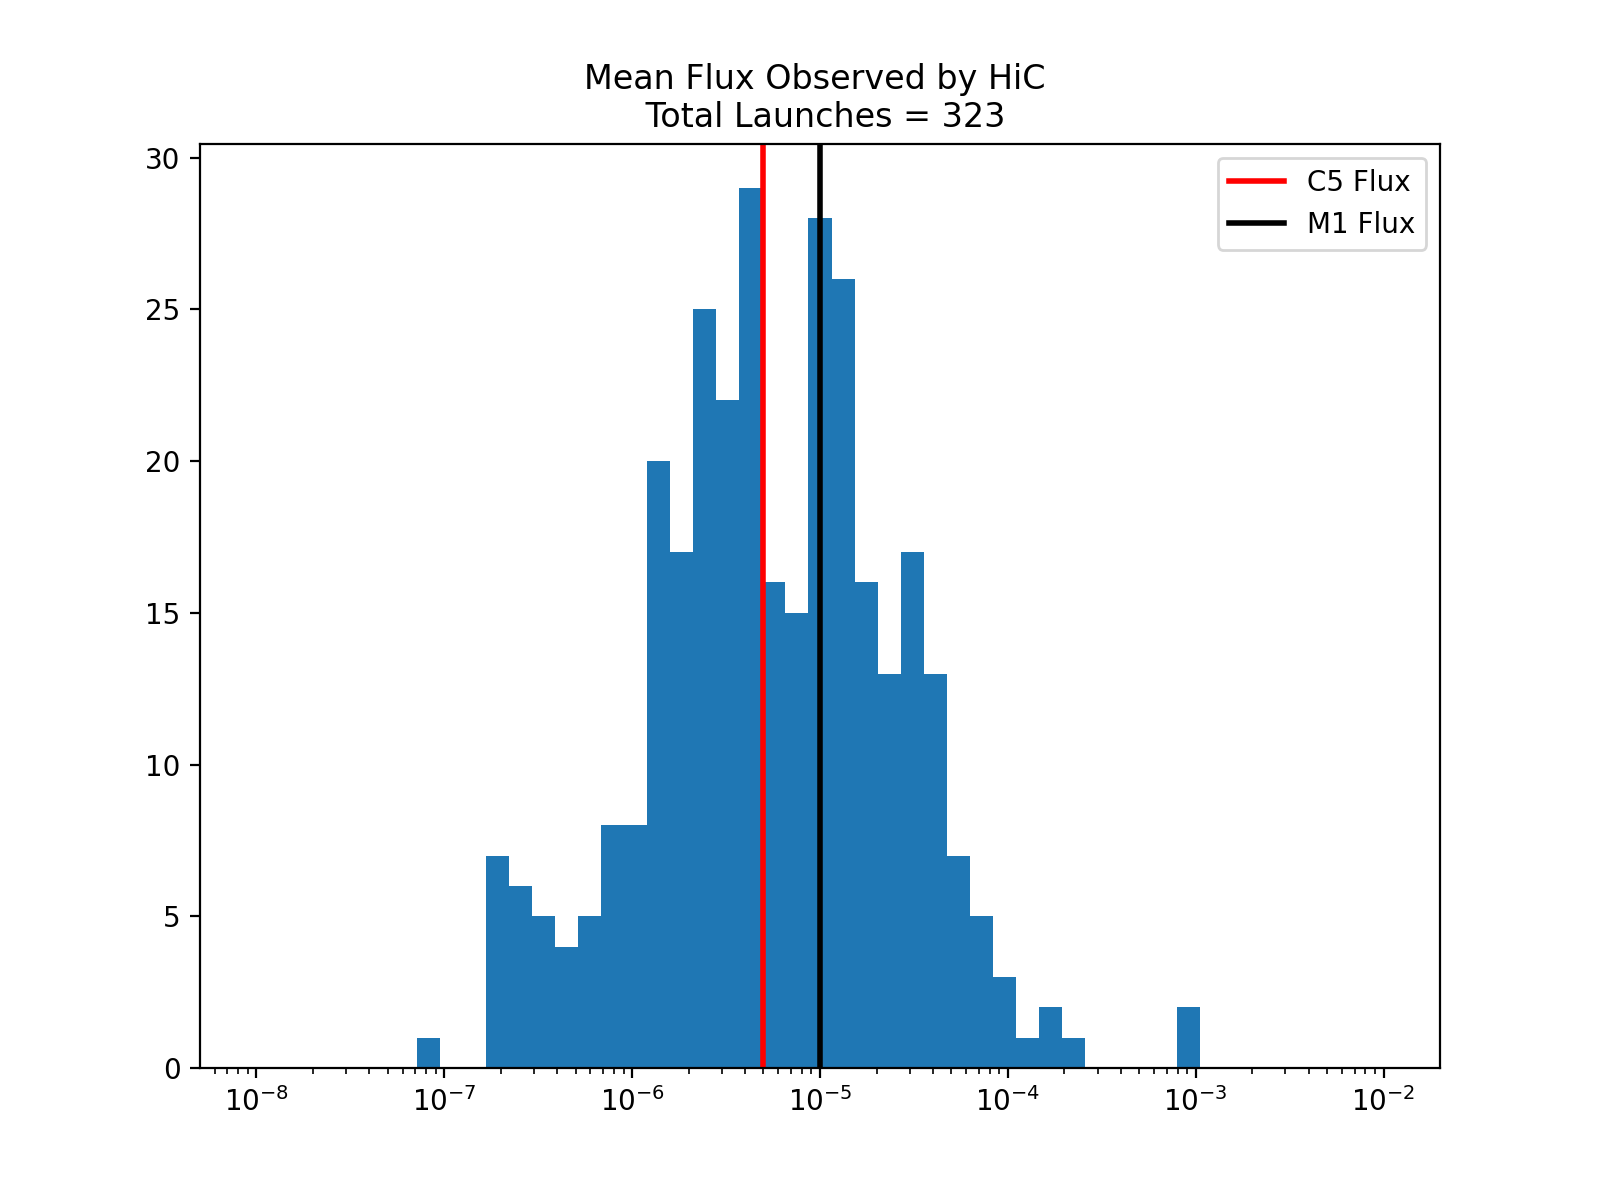 Mean Flux Observed by HiC
Total Launches = 323
C5 Flux
M1 Flux
30
25
20
15
10
5
0
10⁻⁸ 10⁻⁷ 10⁻⁶ 10⁻⁵ 10⁻⁴ 10⁻³ 10⁻²